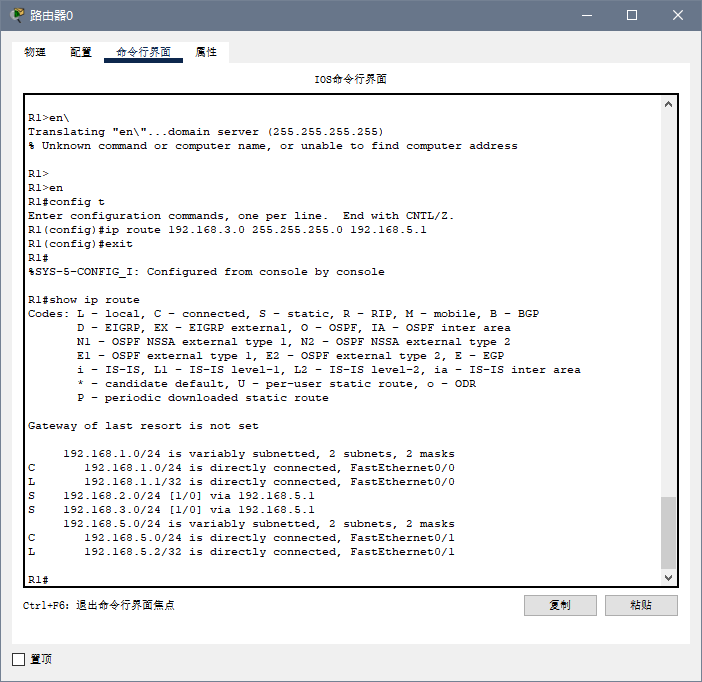 路由器0
物理 配置 命令行界面 属性
IOS命令行界面
R1>en\
Translating "en\"...domain server (255.255.255.255)
% Unknown command or computer name, or unable to find computer address
R1>
R1>en
R1#config t
Enter configuration commands, one per line.  End with CNTL/Z.
R1(config)#ip route 192.168.3.0 255.255.255.0 192.168.5.1
R1(config)#exit
R1#
%SYS-5-CONFIG_I: Configured from console by console
R1#show ip route
Codes: L - local, C - connected, S - static, R - RIP, M - mobile, B - BGP
       D - EIGRP, EX - EIGRP external, O - OSPF, IA - OSPF inter area
       N1 - OSPF NSSA external type 1, N2 - OSPF NSSA external type 2
       E1 - OSPF external type 1, E2 - OSPF external type 2, E - EGP
       i - IS-IS, L1 - IS-IS level-1, L2 - IS-IS level-2, ia - IS-IS inter area
       * - candidate default, U - per-user static route, o - ODR
       P - periodic downloaded static route
Gateway of last resort is not set
     192.168.1.0/24 is variably subnetted, 2 subnets, 2 masks
C       192.168.1.0/24 is directly connected, FastEthernet0/0
L       192.168.1.1/32 is directly connected, FastEthernet0/0
S    192.168.2.0/24 [1/0] via 192.168.5.1
S    192.168.3.0/24 [1/0] via 192.168.5.1
     192.168.5.0/24 is variably subnetted, 2 subnets, 2 masks
C       192.168.5.0/24 is directly connected, FastEthernet0/1
L       192.168.5.2/32 is directly connected, FastEthernet0/1
R1#
Ctrl+F6: 退出命令行界面焦点 复制 粘贴
置顶